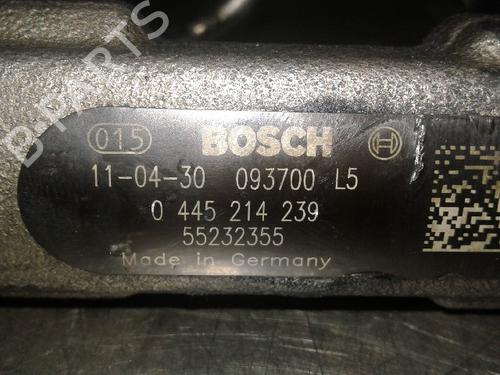 B-PARTS
015 BOSCH
11-04-30 093700 L5
0 445 214 239
55232355
Made in Germany